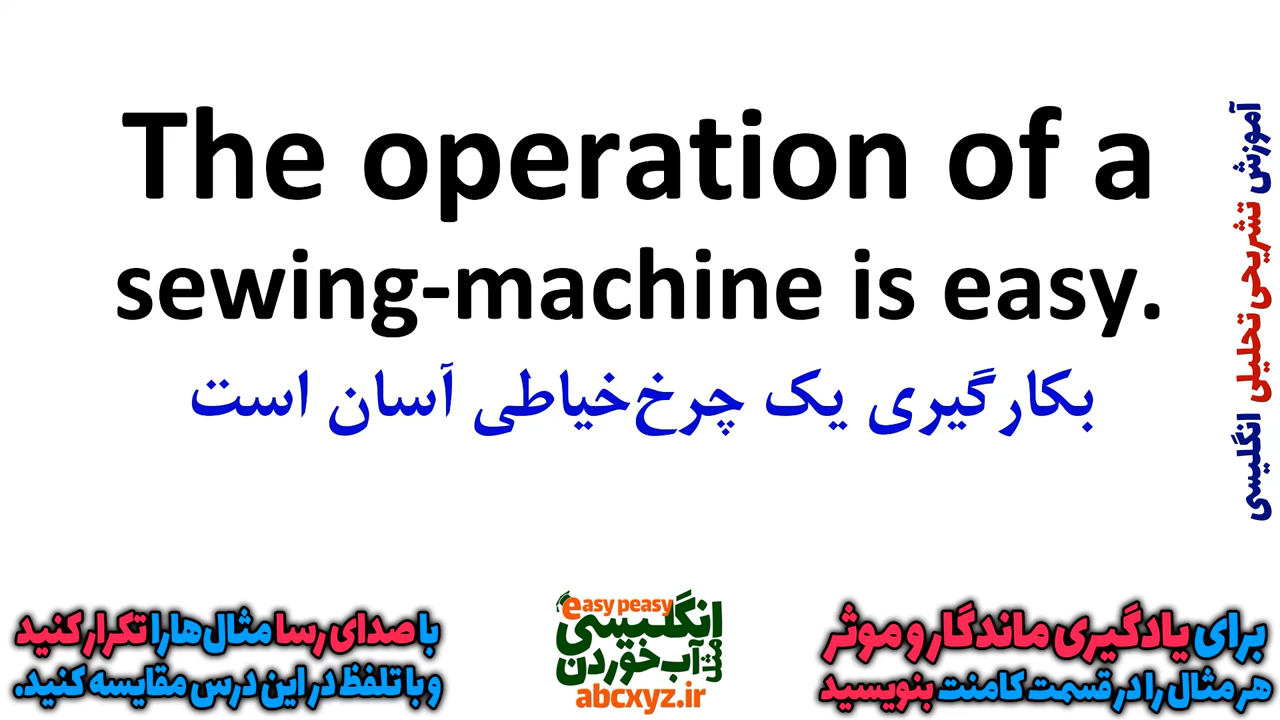 The operation of a
sewing-machine is easy.
بکارگیری یک چرخ‌خیاطی آسان است
آموزش تشریحی تحلیلی انگلیسی
برای یادگیری ماندگار و موثر
هر مثال را در قسمت کامنت بنویسید
easy peasy
انگلیسی
مثل
آب خوردن
abcxyz.ir
با صدای رسا مثال‌ها را تکرار کنید
و با تلفظ در این درس مقایسه کنید.